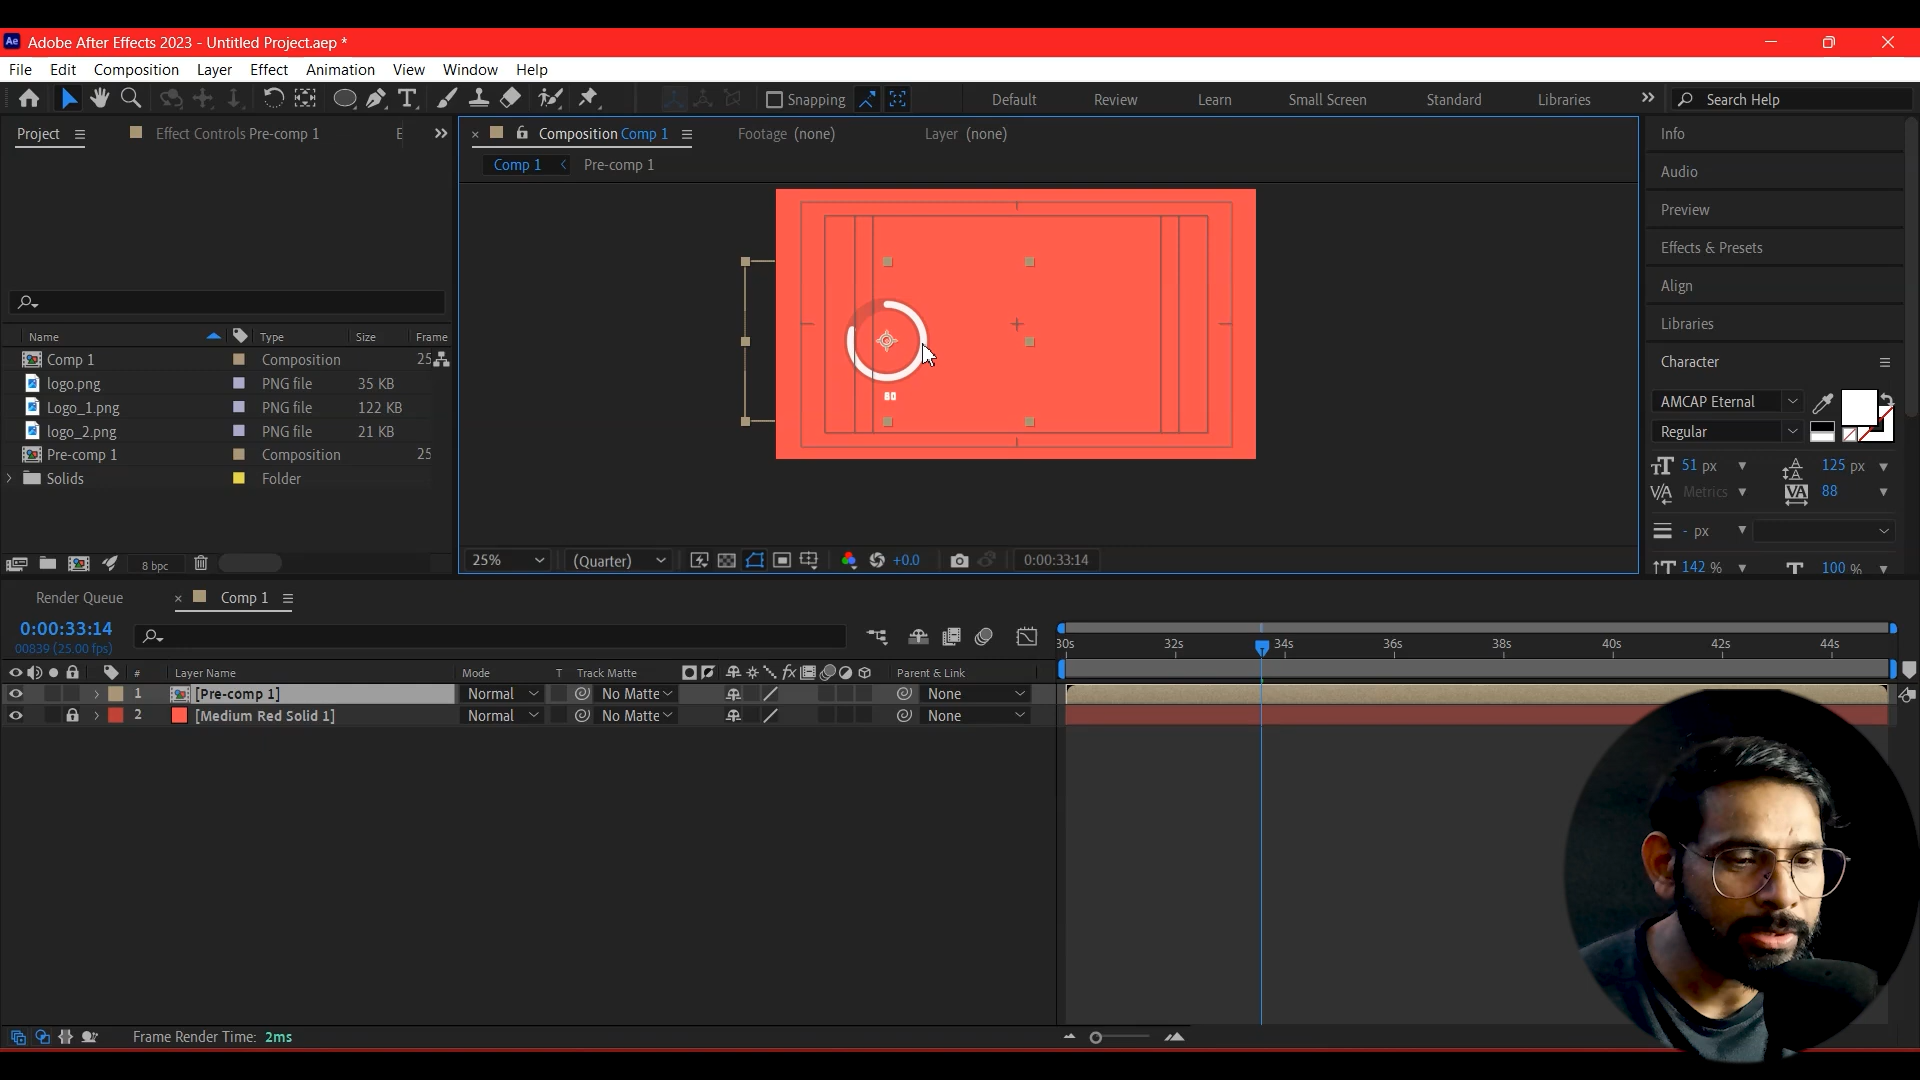 Ae Adobe After Effects 2023 - Untitled Project.aep *
File Edit Composition Layer Effect Animation View Window Help
Snapping Default Review Learn Small Screen Standard Libraries Search Help
Project Effect Controls Pre-comp 1 E
Composition Comp 1 Footage (none) Layer (none)
Comp 1 Pre-comp 1
80
Name Type Size Frame
Comp 1 Composition 25
logo.png PNG file 35 KB
Logo_1.png PNG file 122 KB
logo_2.png PNG file 21 KB
Pre-comp 1 Composition 25
Solids Folder
8 bpc
25% (Quarter) +0.0 0:00:33:14
Info
Audio
Preview
Effects & Presets
Align
Libraries
Character
AMCAP Eternal
Regular
51 px 125 px
Metrics 88
- px
142 % 100 %
Render Queue Comp 1
0:00:33:14
00839 (25.00 fps)
30s 32s 34s 36s 38s 40s 42s 44s
# Layer Name Mode T Track Matte fx Parent & Link
1 [Pre-comp 1] Normal No Matte None
2 [Medium Red Solid 1] Normal No Matte None
Frame Render Time: 2ms